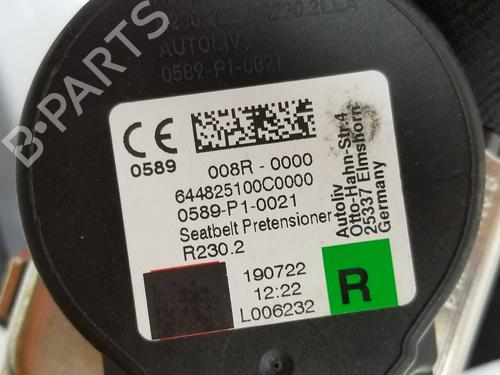 AUTOLIV
0589-P1-0021
B-PARTS
CE
0589
008R - 0000
644825100C0000
0589-P1-0021
Seatbelt Pretensioner
R230.2
190722
12:22
L006232
R
Autoliv
Otto-Hahn-Str.4
25337 Elmshorn-
Germany